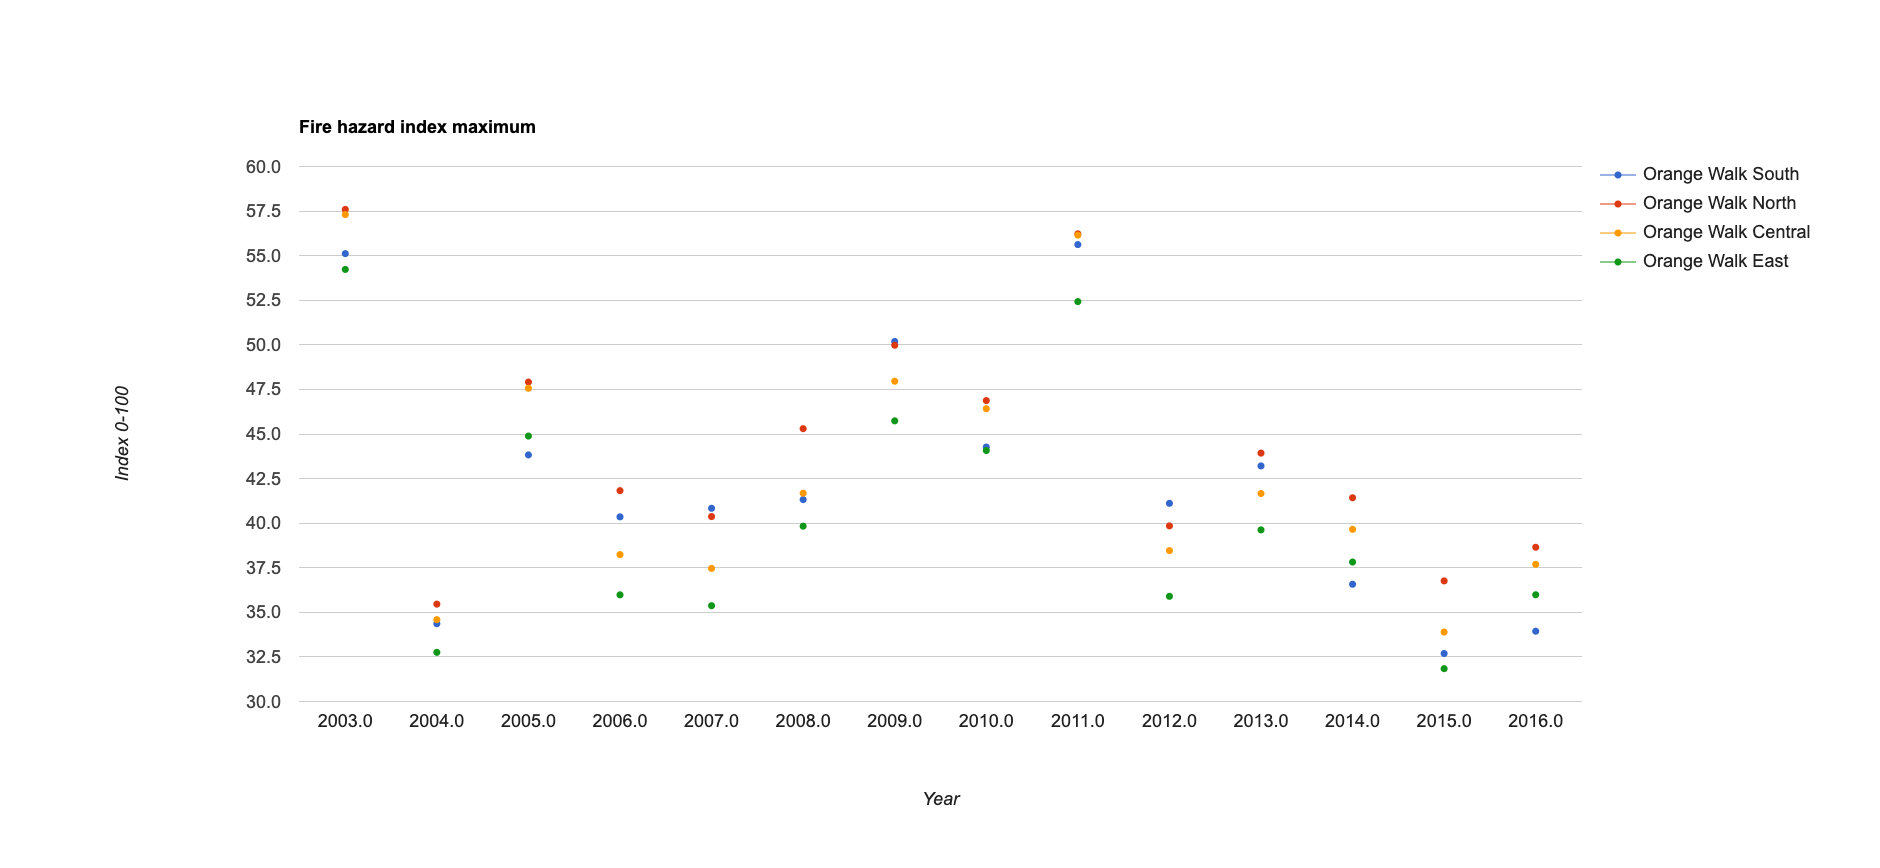 Fire hazard index maximum
60.0
57.5
55.0
52.5
50.0
47.5
45.0
42.5
40.0
37.5
35.0
32.5
30.0
Index 0-100
2003.0 2004.0 2005.0 2006.0 2007.0 2008.0 2009.0 2010.0 2011.0 2012.0 2013.0 2014.0 2015.0 2016.0
Year
Orange Walk South
Orange Walk North
Orange Walk Central
Orange Walk East